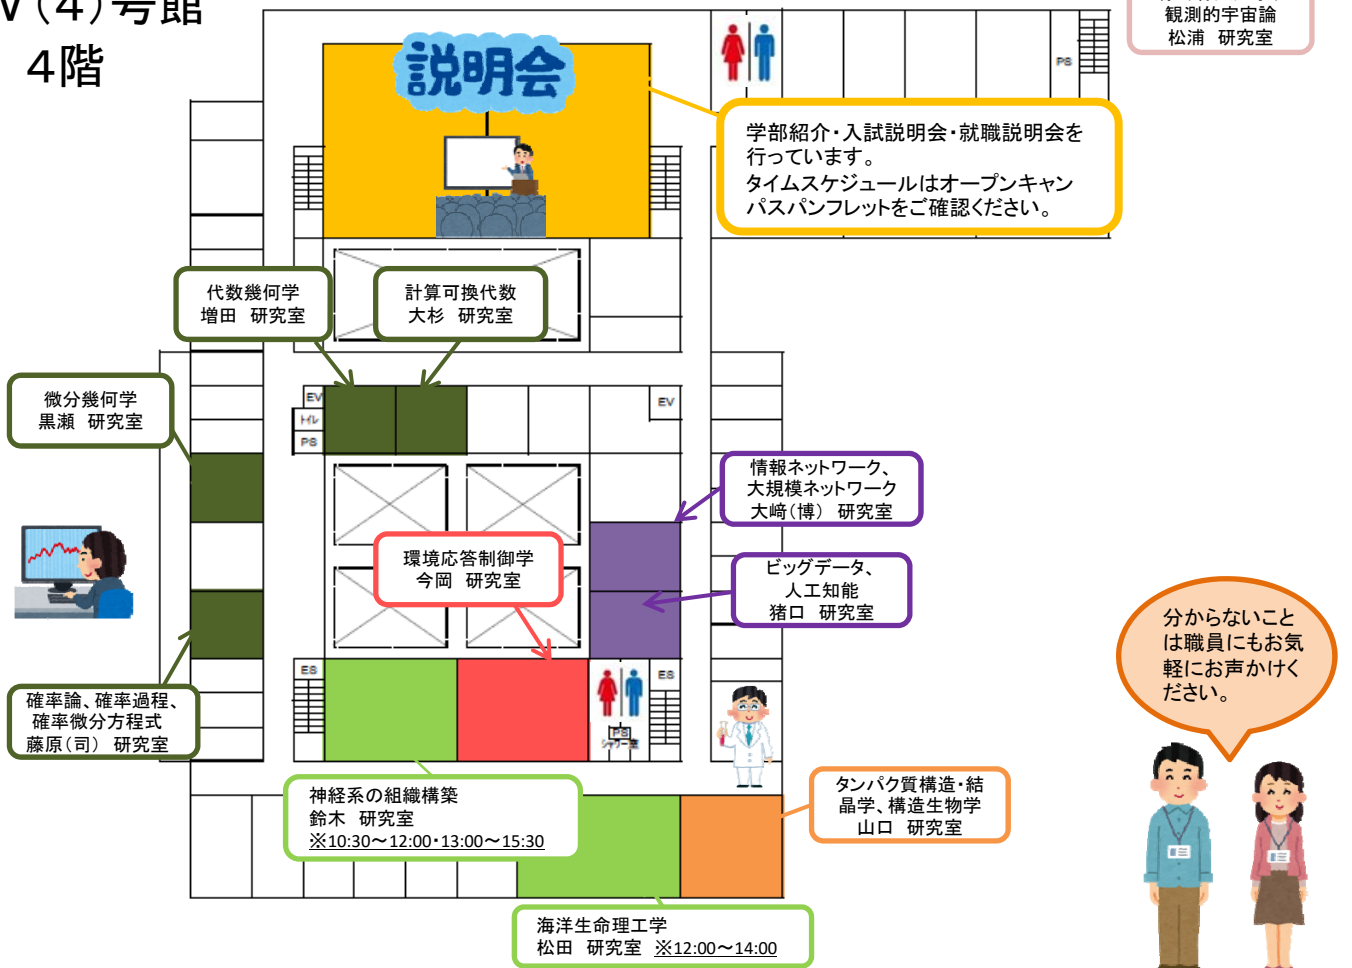 Ⅳ（4）号館
4階
観測的宇宙論
松浦 研究室
PS
説明会
学部紹介・入試説明会・就職説明会を
行っています。
タイムスケジュールはオープンキャン
パスパンフレットをご確認ください。
代数幾何学
増田 研究室
計算可換代数
大杉 研究室
微分幾何学
黒瀬 研究室
EV
トイレ
PS
EV
情報ネットワーク、
大規模ネットワーク
大﨑（博） 研究室
環境応答制御学
今岡 研究室
ビッグデータ、
人工知能
猪口 研究室
分からないこと
は職員にもお気
軽にお声かけく
ださい。
ES
ES
PS
シャワー室
確率論、確率過程、
確率微分方程式
藤原（司） 研究室
神経系の組織構築
鈴木 研究室
※10:30～12:00・13:00～15:30
タンパク質構造・結
晶学、構造生物学
山口 研究室
海洋生命理工学
松田 研究室 ※12:00～14:00